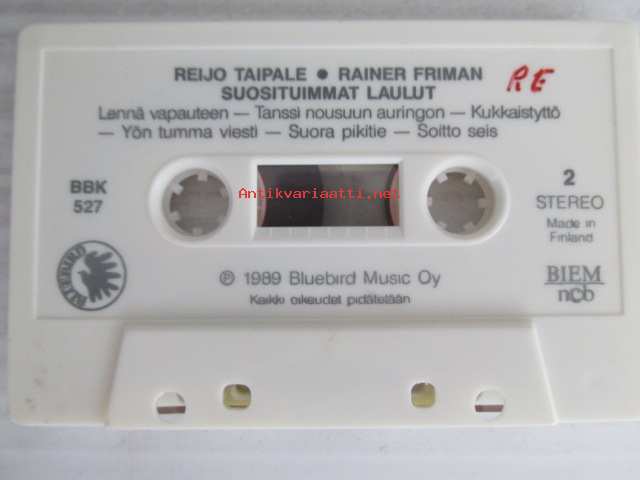 REIJO TAIPALE ● RAINER FRIMAN
RE
SUOSITUIMMAT LAULUT
Lennä vapauteen — Tanssi nousuun auringon — Kukkaistyttö
— Yön tumma viesti — Suora pikitie — Soitto seis
BBK
527
Antikvariaatti.net
2
STEREO
Made in
Finland
BLUEBIRD
℗ 1989 Bluebird Music Oy
Kaikki oikeudet pidätetään
BIEM
ncb